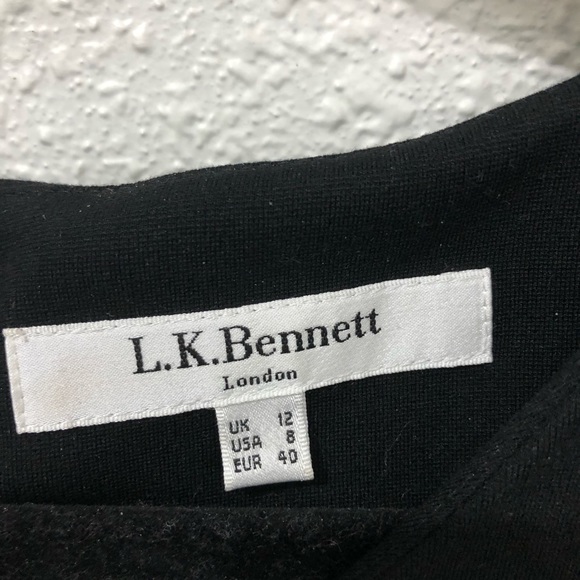 L.K.Bennett
London
UK 12
USA 8
EUR 40